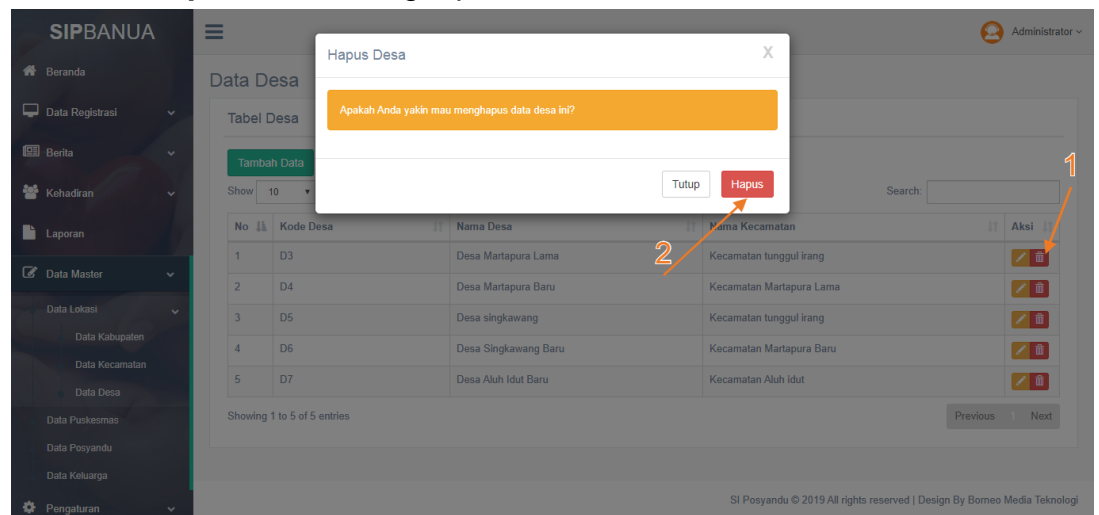 SIPBANUA
Administrator
Beranda
Data Registrasi
Berita
Kehadiran
Laporan
Data Master
Data Lokasi
Data Kabupaten
Data Kecamatan
Data Desa
Data Puskesmas
Data Posyandu
Data Keluarga
Pengaturan
Data Desa
Tabel Desa
Tambah Data
Show 10
Search:
Hapus Desa X
Apakah Anda yakin mau menghapus data desa ini?
Tutup Hapus
1
2
No Kode Desa Nama Desa Nama Kecamatan Aksi
1 D3 Desa Martapura Lama Kecamatan tunggul irang
2 D4 Desa Martapura Baru Kecamatan Martapura Lama
3 D5 Desa singkawang Kecamatan tunggul irang
4 D6 Desa Singkawang Baru Kecamatan Martapura Baru
5 D7 Desa Aluh Idut Baru Kecamatan Aluh idut
Showing 1 to 5 of 5 entries
Previous 1 Next
SI Posyandu © 2019 All rights reserved | Design By Borneo Media Teknologi